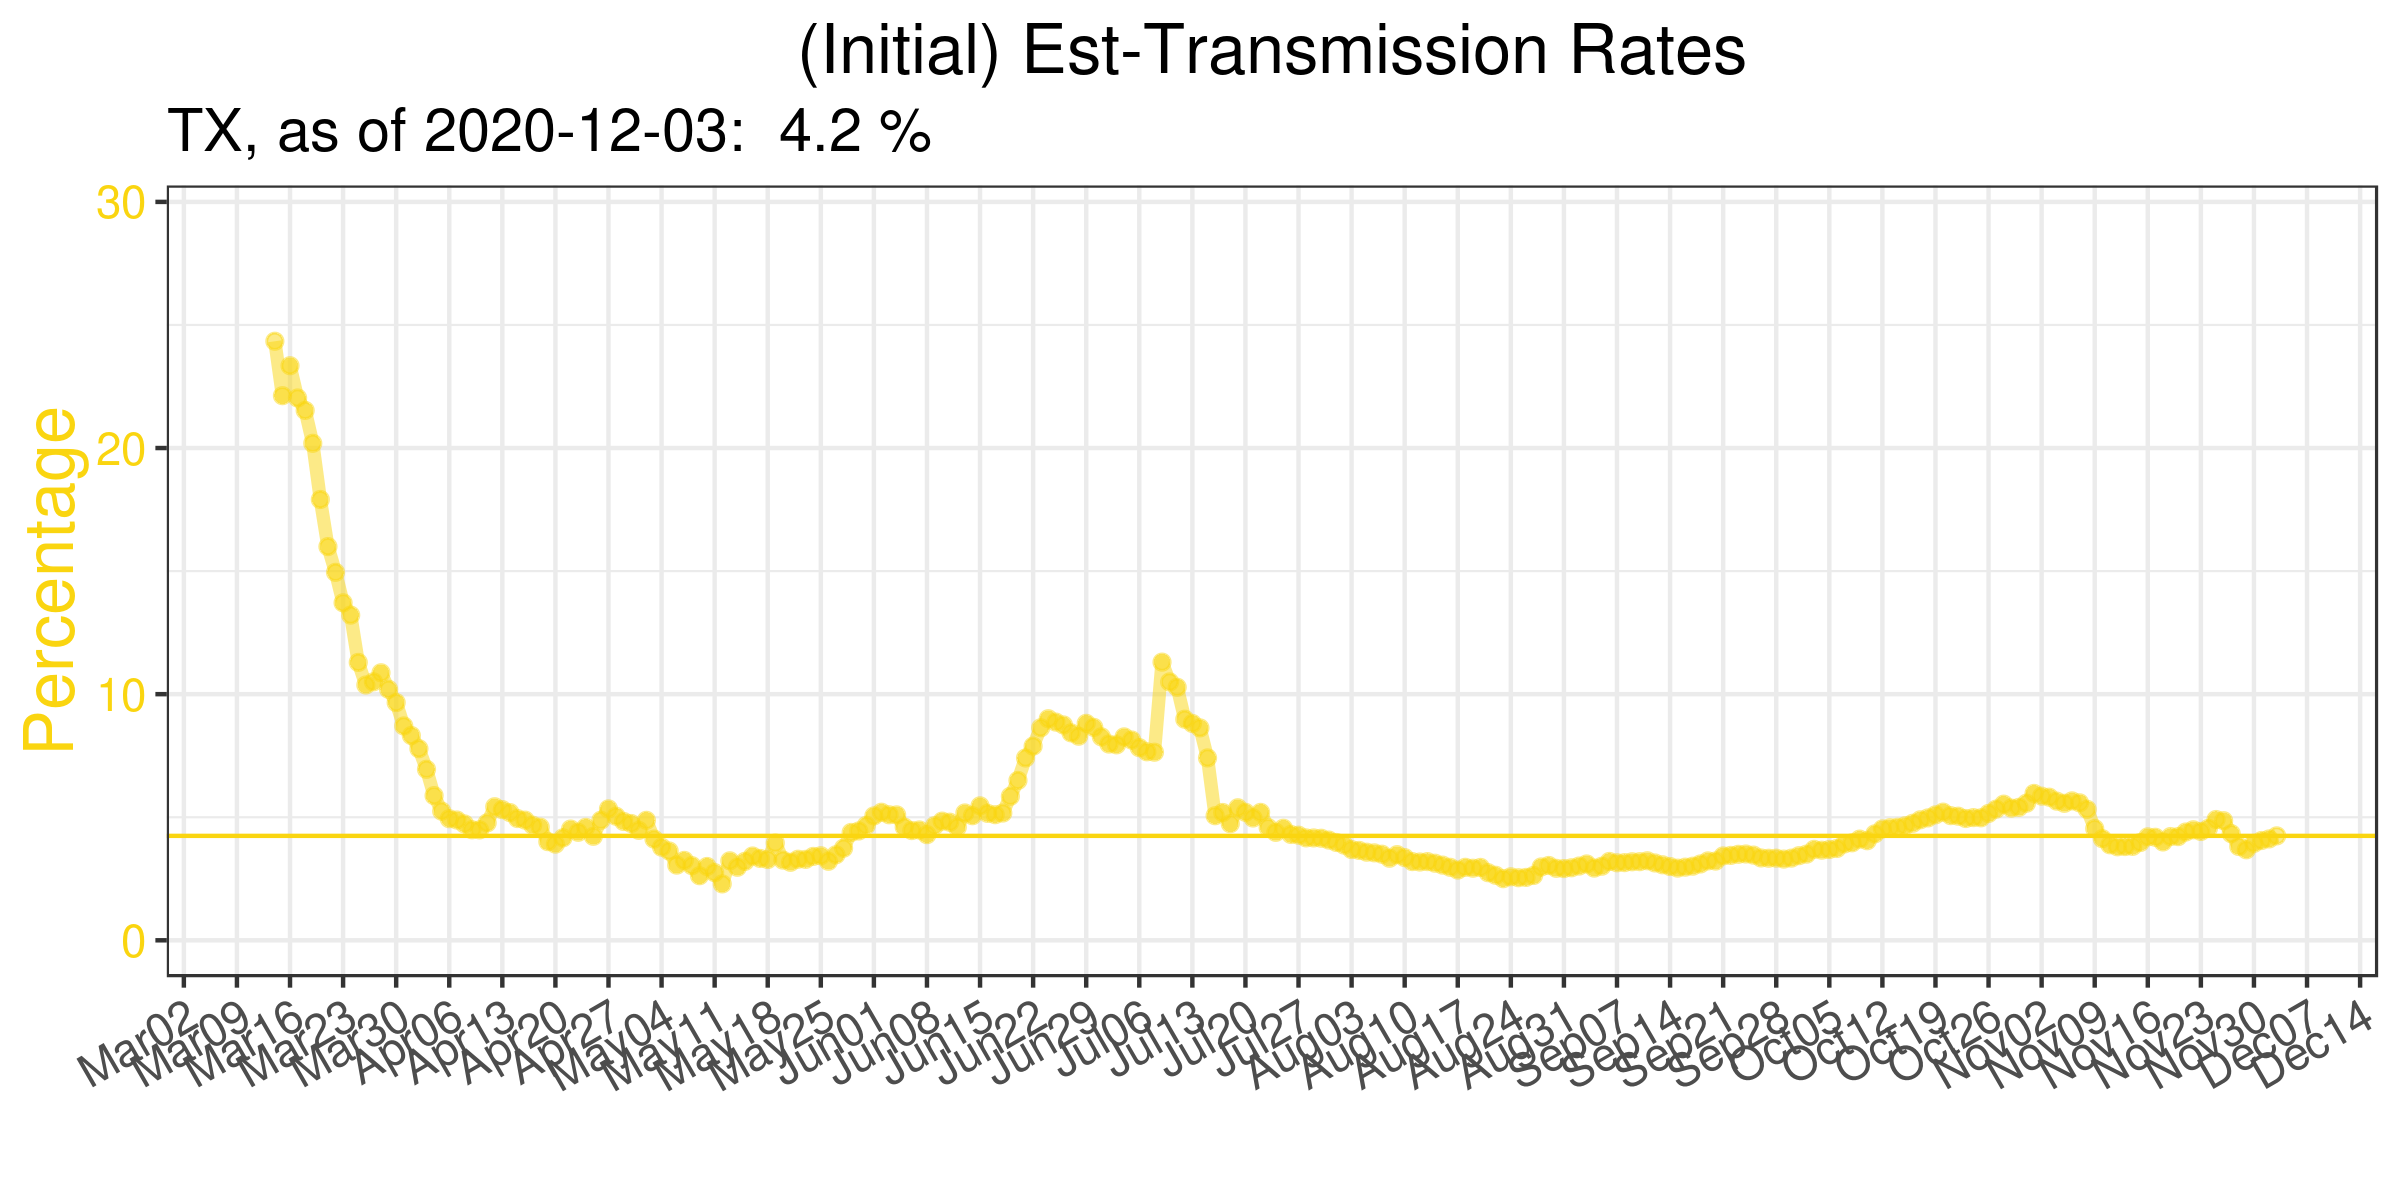 (Initial) Est-Transmission Rates
TX, as of 2020-12-03:  4.2 %
Percentage
30
20
10
0
Mar02
Mar09
Mar16
Mar23
Mar30
Apr06
Apr13
Apr20
Apr27
May04
May11
May18
May25
Jun01
Jun08
Jun15
Jun22
Jun29
Jul06
Jul13
Jul20
Jul27
Aug03
Aug10
Aug17
Aug24
Aug31
Sep07
Sep14
Sep21
Sep28
Oct05
Oct12
Oct19
Oct26
Nov02
Nov09
Nov16
Nov23
Nov30
Dec07
Dec14